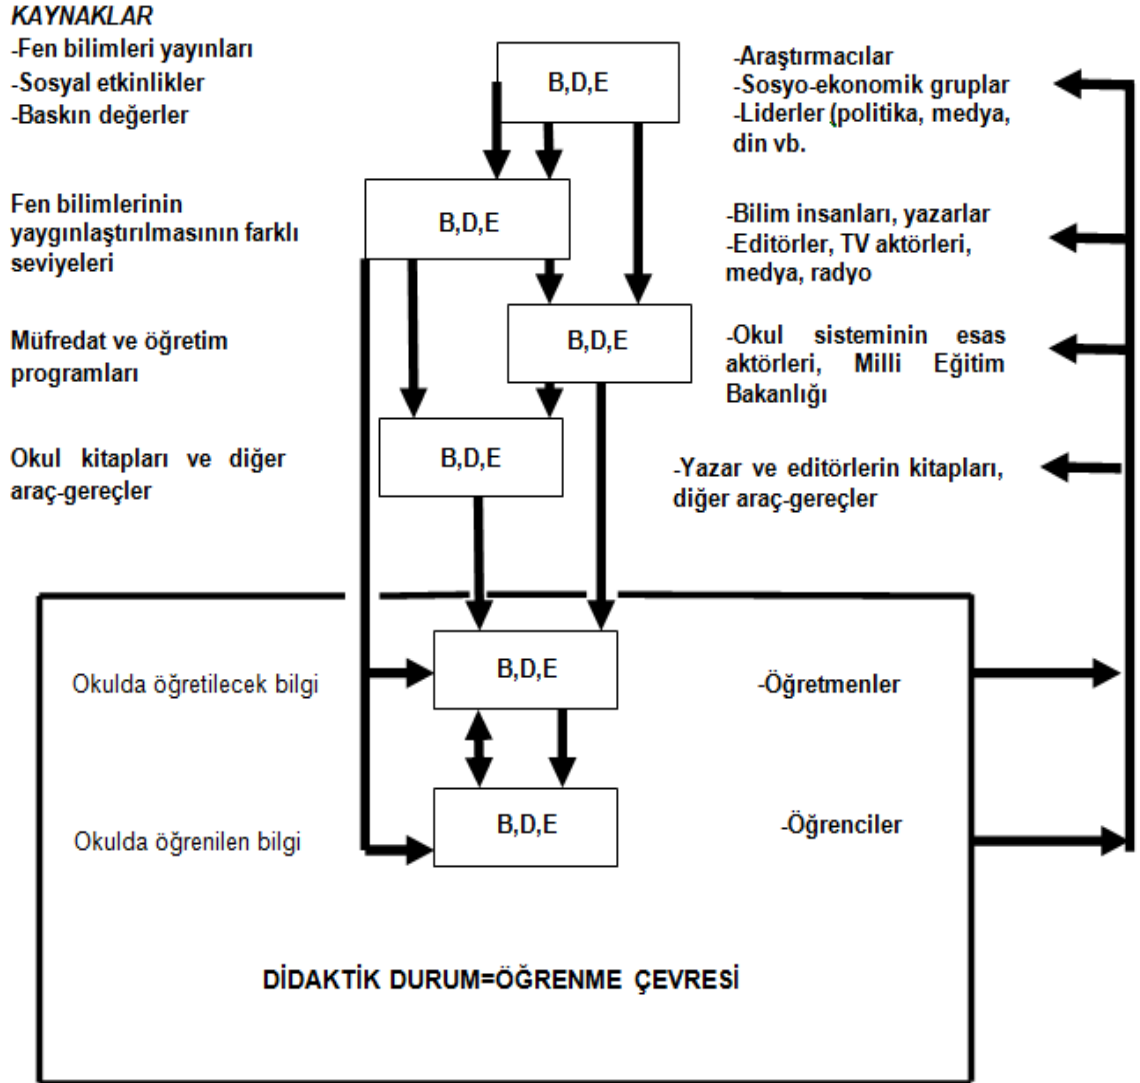 KAYNAKLAR
-Fen bilimleri yayınları
-Sosyal etkinlikler
-Baskın değerler
B,D,E
-Araştırmacılar
-Sosyo-ekonomik gruplar
-Liderler (politika, medya,
din vb.
Fen bilimlerinin
yaygınlaştırılmasının farklı
seviyeleri
B,D,E
-Bilim insanları, yazarlar
-Editörler, TV aktörleri,
medya, radyo
Müfredat ve öğretim
programları
B,D,E
-Okul sisteminin esas
aktörleri, Milli Eğitim
Bakanlığı
Okul kitapları ve diğer
araç-gereçler
B,D,E
-Yazar ve editörlerin kitapları,
diğer araç-gereçler
Okulda öğretilecek bilgi
B,D,E
-Öğretmenler
Okulda öğrenilen bilgi
B,D,E
-Öğrenciler
DİDAKTİK DURUM=ÖĞRENME ÇEVRESİ